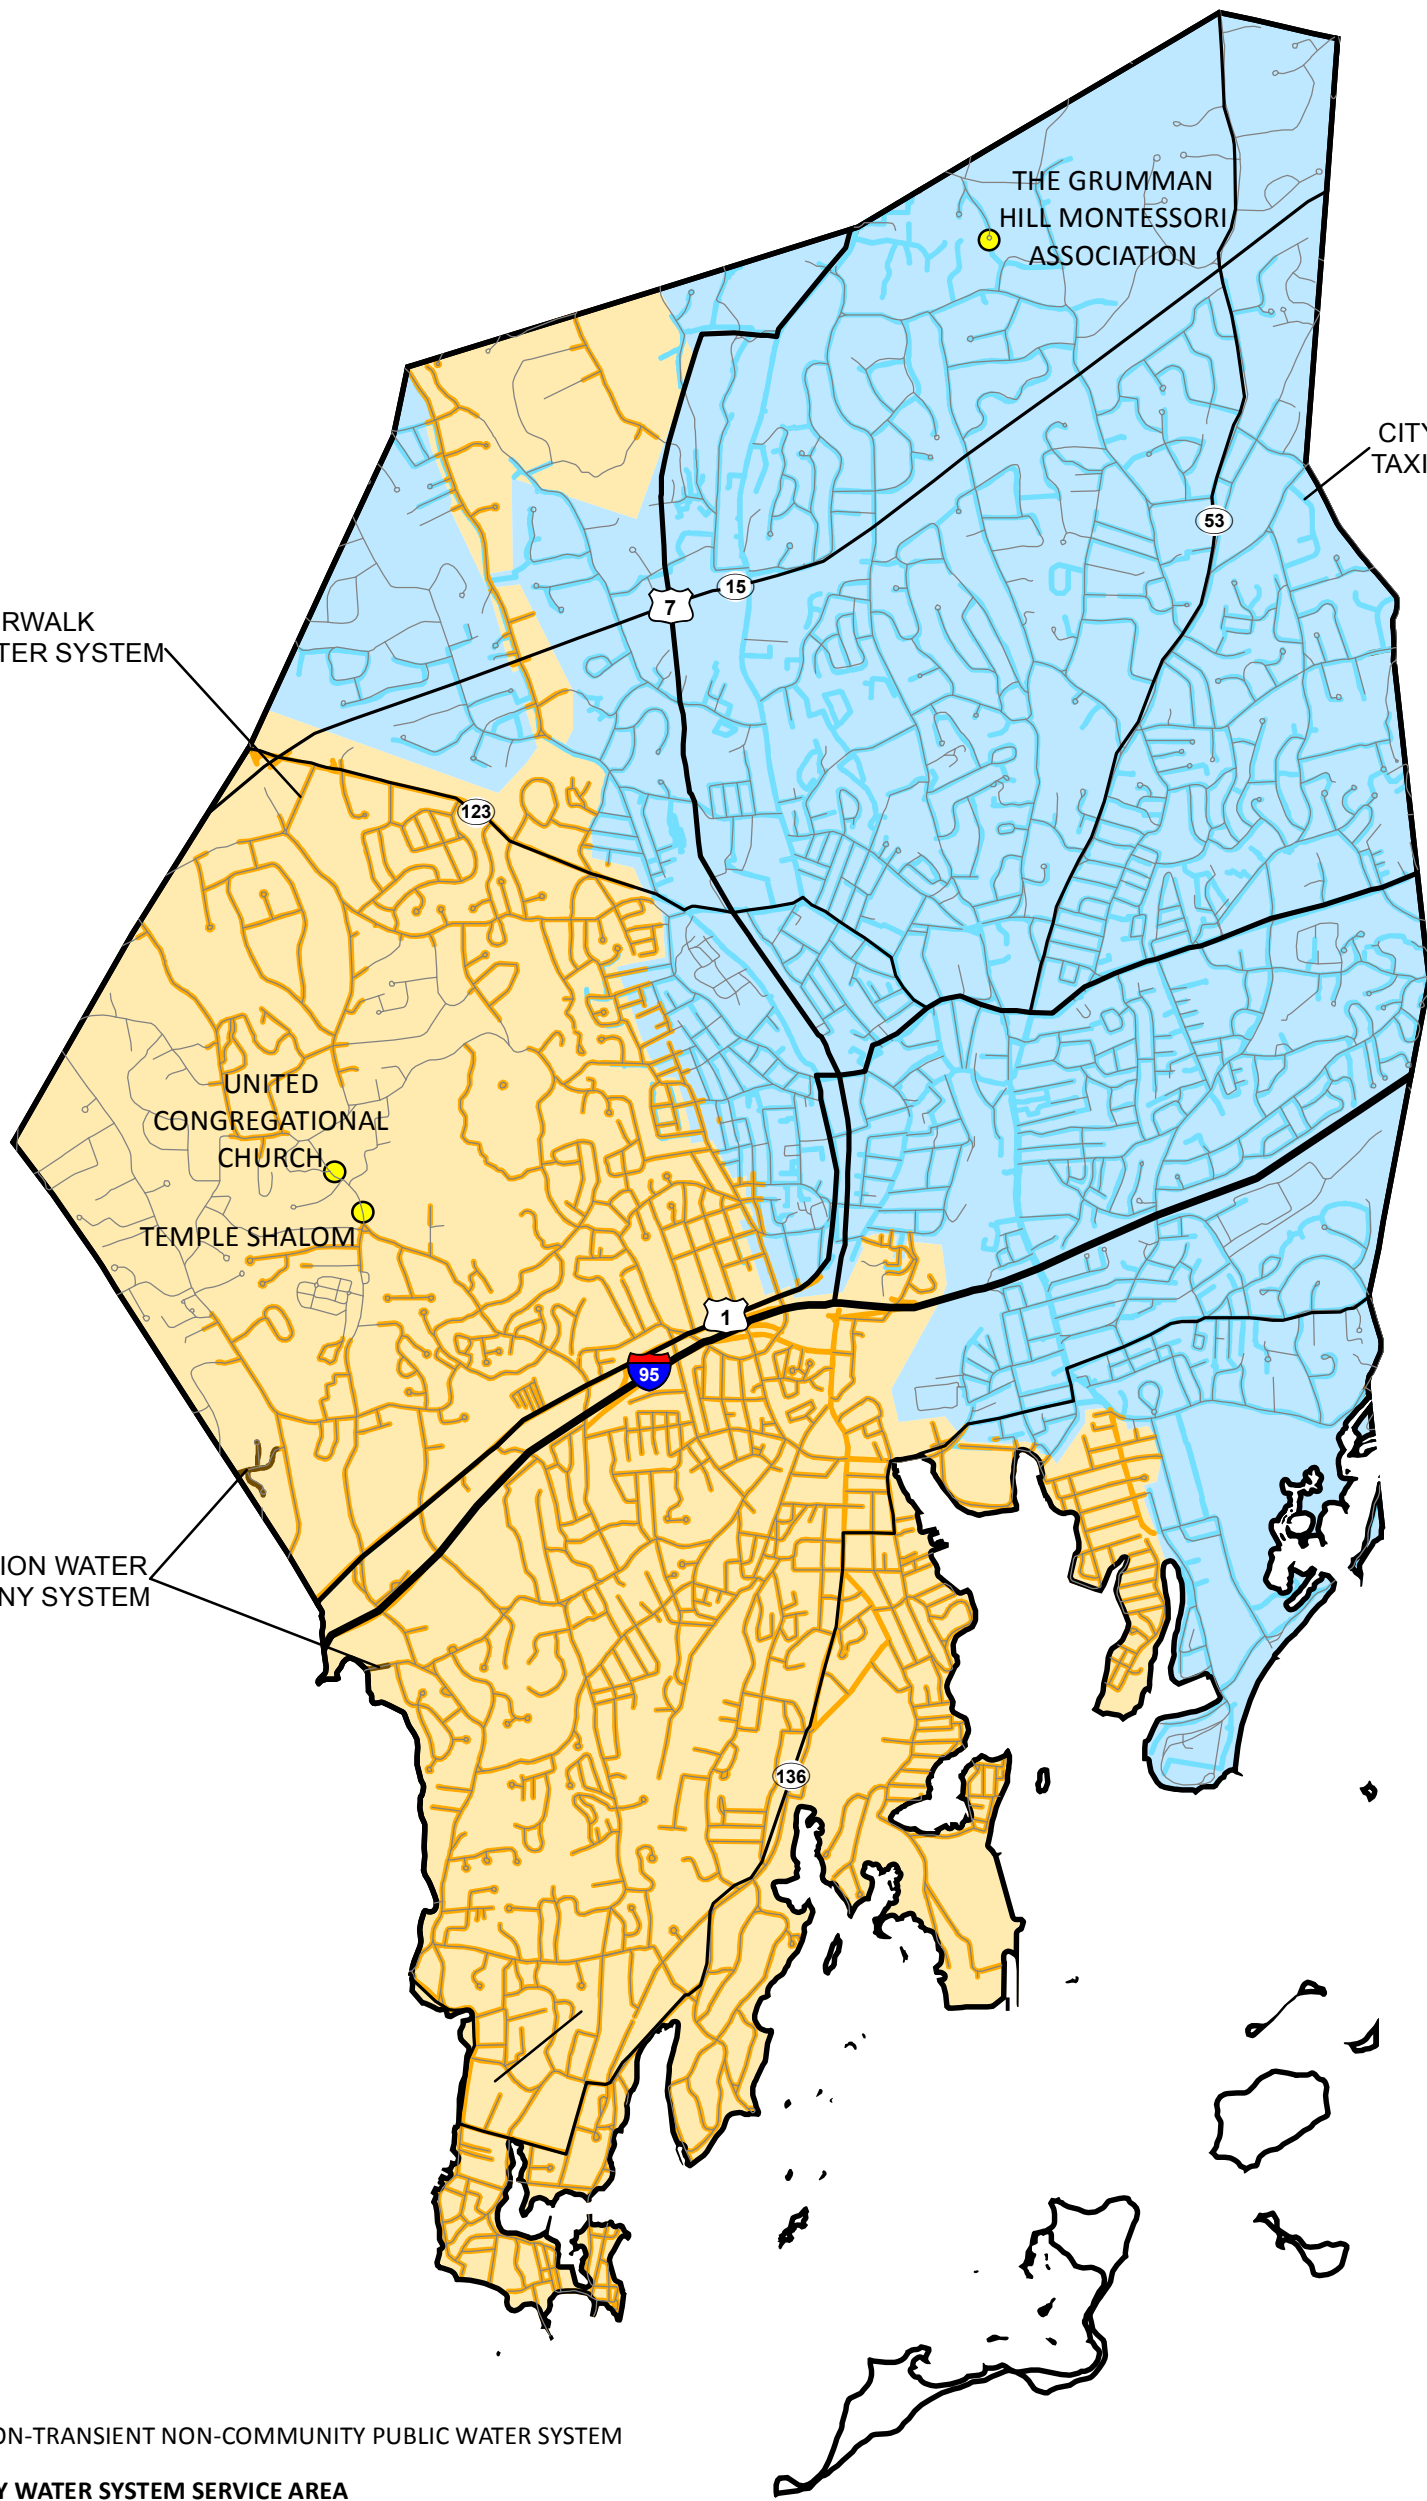 THE GRUMMAN
HILL MONTESSORI
ASSOCIATION
CITY
TAXI
53
15
7
RWALK
TER SYSTEM
123
UNITED
CONGREGATIONAL
CHURCH
TEMPLE SHALOM
1
95
ION WATER
NY SYSTEM
136
ON-TRANSIENT NON-COMMUNITY PUBLIC WATER SYSTEM
Y WATER SYSTEM SERVICE AREA